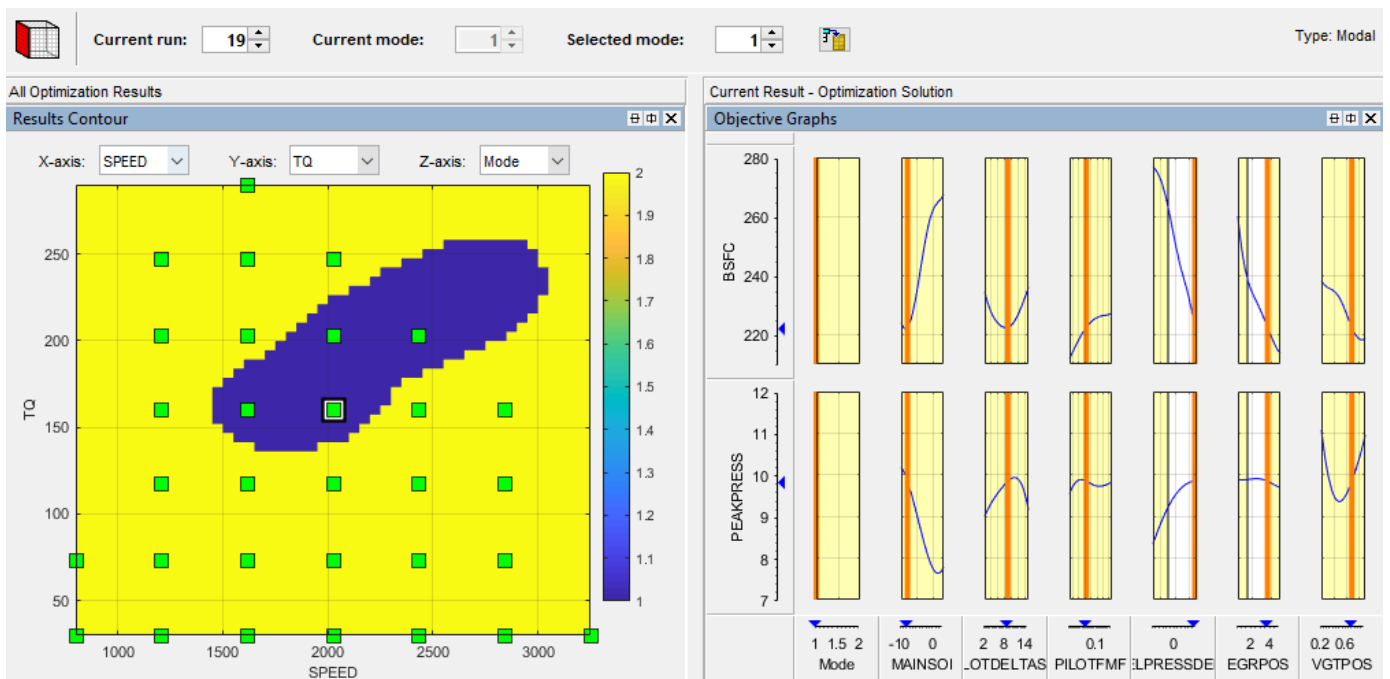 Current run: 19 Current mode: 1 Selected mode: 1 Type: Modal
All Optimization Results
Results Contour
X-axis: SPEED Y-axis: TQ Z-axis: Mode
250
200
150
100
50
TQ
1000 1500 2000 2500 3000
SPEED
2
1.9
1.8
1.7
1.6
1.5
1.4
1.3
1.2
1.1
1
Current Result - Optimization Solution
Objective Graphs
280
260
240
220
BSFC
12
11
10
9
8
7
PEAKPRESS
1 1.5 2 -10 0 2 8 14 0.1 0 2 4 0.2 0.6
Mode MAINSOI .OTDELTAS PILOTFMF ELPRESSDE EGRPOS VGTPOS